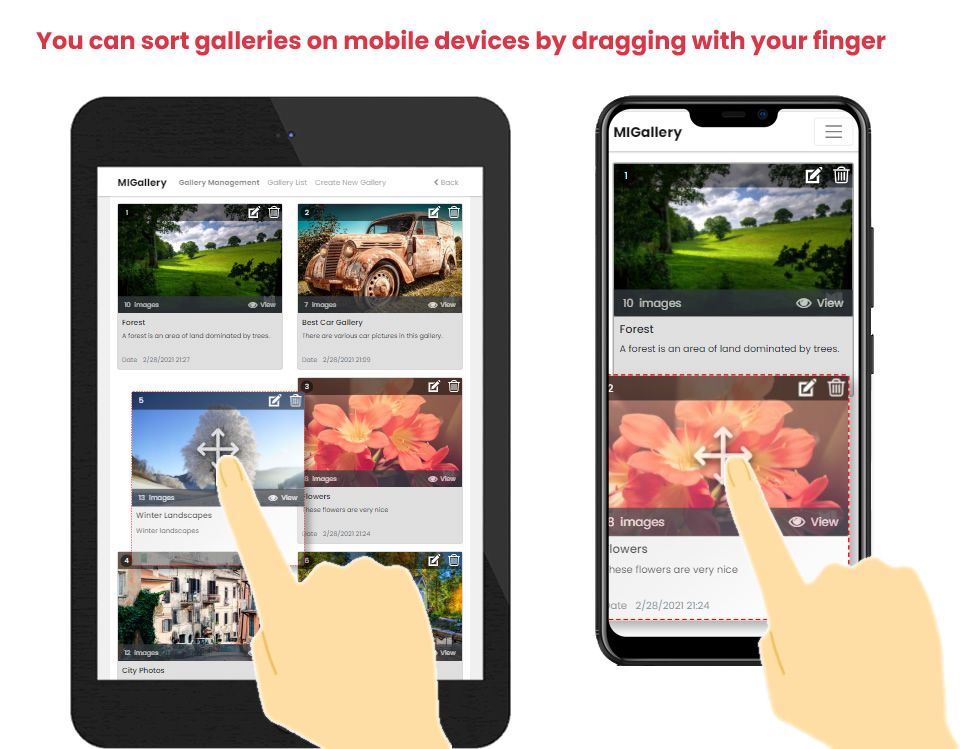 You can sort galleries on mobile devices by dragging with your finger
MIGallery Gallery Management Gallery List Create New Gallery Back
1
2
10 images View
7 images View
Forest
A forest is an area of land dominated by trees.
Date 2/28/2021 21:27
Best Car Gallery
There are various car pictures in this gallery.
Date 2/28/2021 21:09
5
13 images View
Winter Landscapes
Winter landscapes
3
8 images View
lowers
These flowers are very nice
Date 2/28/2021 21:24
4
12 images
City Photos
6
View
MIGallery
1
10 images View
Forest
A forest is an area of land dominated by trees.
2
8 images View
lowers
hese flowers are very nice
ate 2/28/2021 21:24